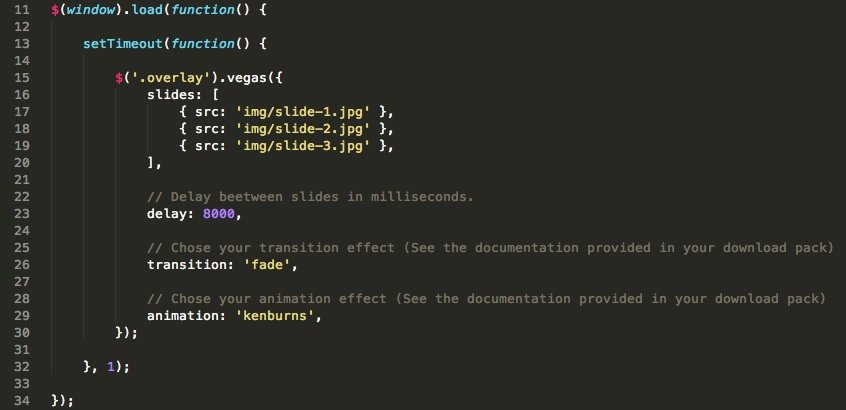 11 $(window).load(function() {
12
13 setTimeout(function() {
14
15 $('.overlay').vegas({
16 slides: [
17 { src: 'img/slide-1.jpg' },
18 { src: 'img/slide-2.jpg' },
19 { src: 'img/slide-3.jpg' },
20 ],
21
22 // Delay beetween slides in milliseconds.
23 delay: 8000,
24
25 // Chose your transition effect (See the documentation provided in your download pack)
26 transition: 'fade',
27
28 // Chose your animation effect (See the documentation provided in your download pack)
29 animation: 'kenburns',
30 });
31
32 }, 1);
33
34 });